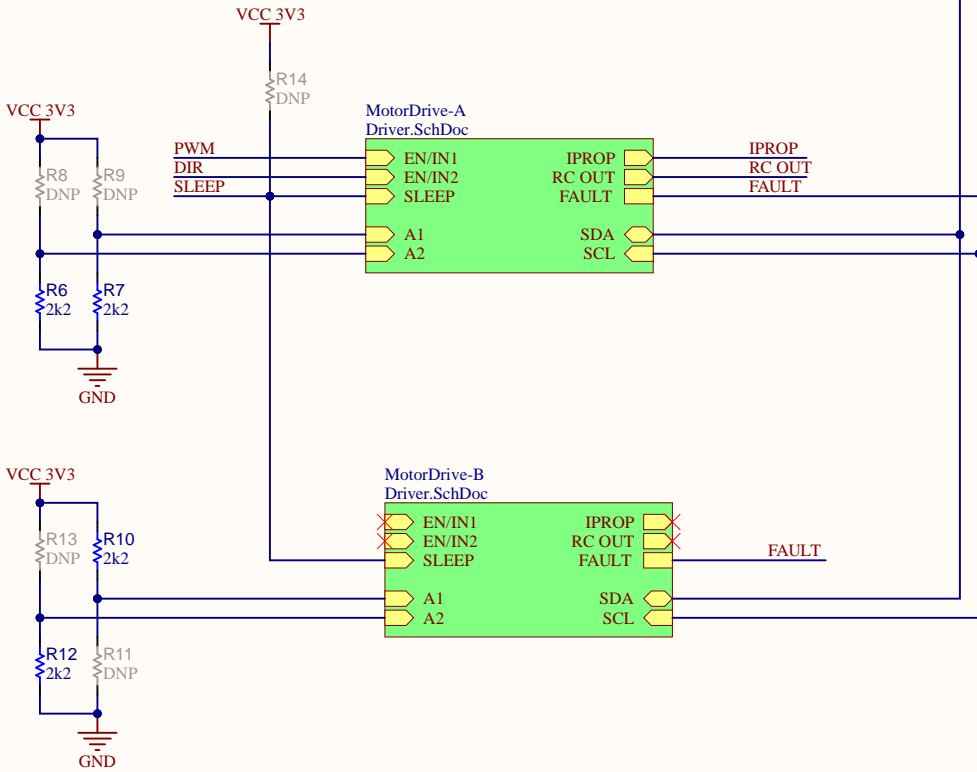 VCC 3V3
R14
DNP
VCC 3V3
R8
DNP
R9
DNP
R6
2k2
R7
2k2
GND
PWM
DIR
SLEEP
MotorDrive-A
Driver.SchDoc
EN/IN1
EN/IN2
SLEEP
A1
A2
IPROP
RC OUT
FAULT
SDA
SCL
IPROP
RC OUT
FAULT
VCC 3V3
R13
DNP
R10
2k2
R12
2k2
R11
DNP
GND
MotorDrive-B
Driver.SchDoc
EN/IN1
EN/IN2
SLEEP
A1
A2
IPROP
RC OUT
FAULT
SDA
SCL
FAULT